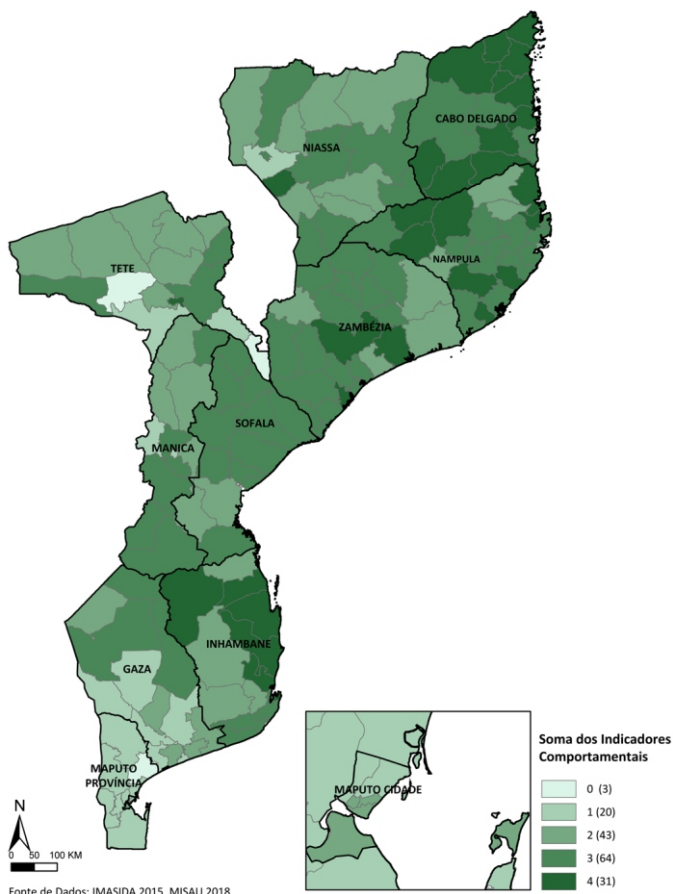 CABO DELGADO
NIASSA
NAMPULA
TETE
ZAMBÉZIA
SOFALA
MANICA
INHAMBANE
GAZA
MAPUTO
PROVÍNCIA
MAPUTO CIDADE
Soma dos Indicadores
Comportamentais
0 (3)
1 (20)
2 (43)
3 (64)
4 (31)
N
0 50 100 KM
Fonte de Dados: IMASIDA 2015, MISAU 2018